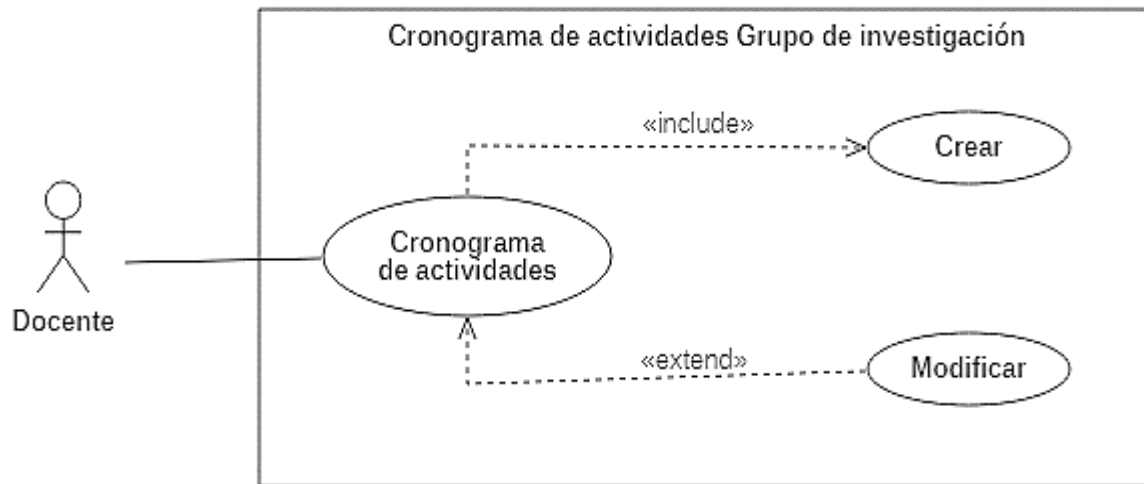 Cronograma de actividades Grupo de investigación
«include»
Crear
Cronograma
de actividades
Docente
«extend»
Modificar